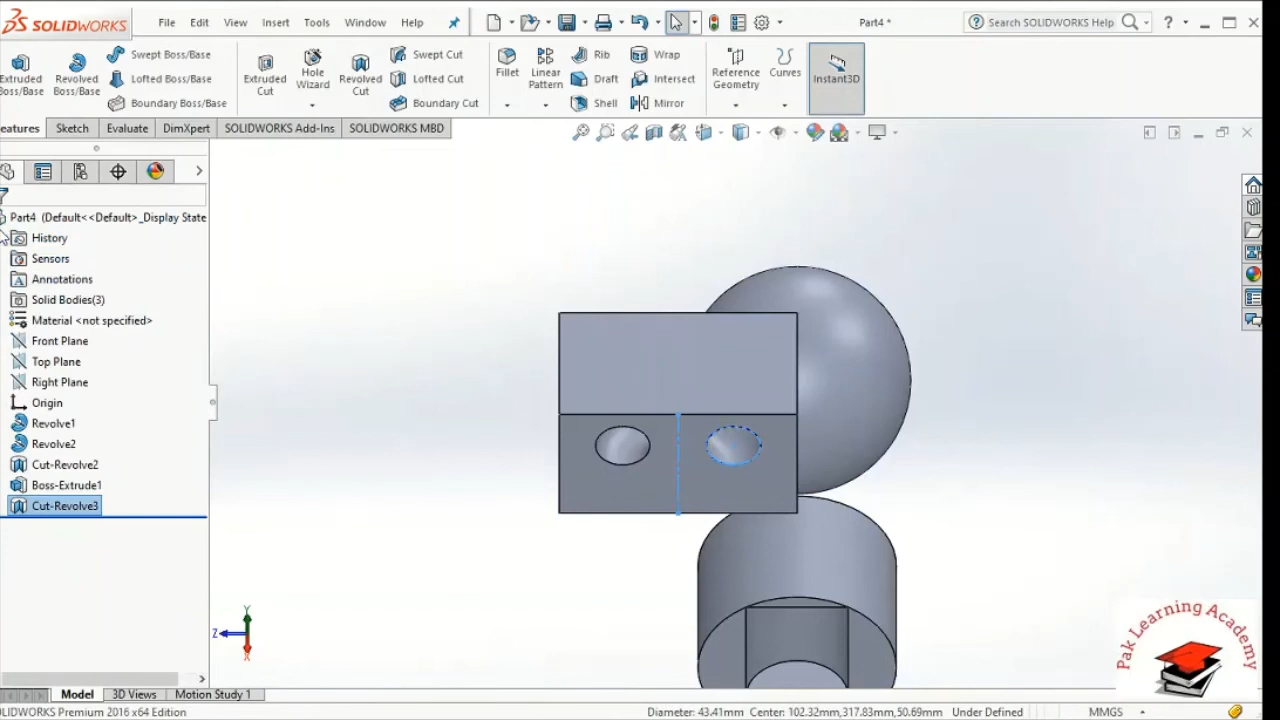 SOLIDWORKS
File Edit View Insert Tools Window Help
Part4 *
Search SOLIDWORKS Help
Extruded Boss/Base
Revolved Boss/Base
Swept Boss/Base
Lofted Boss/Base
Boundary Boss/Base
Extruded Cut
Hole Wizard
Revolved Cut
Swept Cut
Lofted Cut
Boundary Cut
Fillet
Linear Pattern
Rib
Draft
Shell
Wrap
Intersect
Mirror
Reference Geometry
Curves
Instant3D
eatures Sketch Evaluate DimXpert SOLIDWORKS Add-Ins SOLIDWORKS MBD
Part4 (Default<<Default>_Display State
History
Sensors
Annotations
Solid Bodies(3)
Material <not specified>
Front Plane
Top Plane
Right Plane
Origin
Revolve1
Revolve2
Cut-Revolve2
Boss-Extrude1
Cut-Revolve3
Y
Z
X
Pak Learning Academy
Model 3D Views Motion Study 1
SOLIDWORKS Premium 2016 x64 Edition
Diameter: 43.41mm Center: 102.32mm,317.83mm,50.69mm Under Defined MMGS